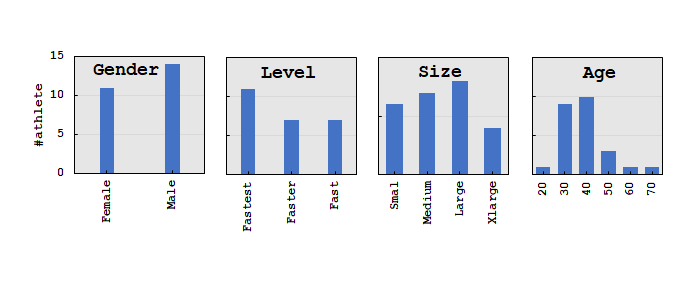 Gender
Level
Size
Age
#athlete
15
10
5
0
Female
Male
Fastest
Faster
Fast
Smal
Medium
Large
Xlarge
20
30
40
50
60
70